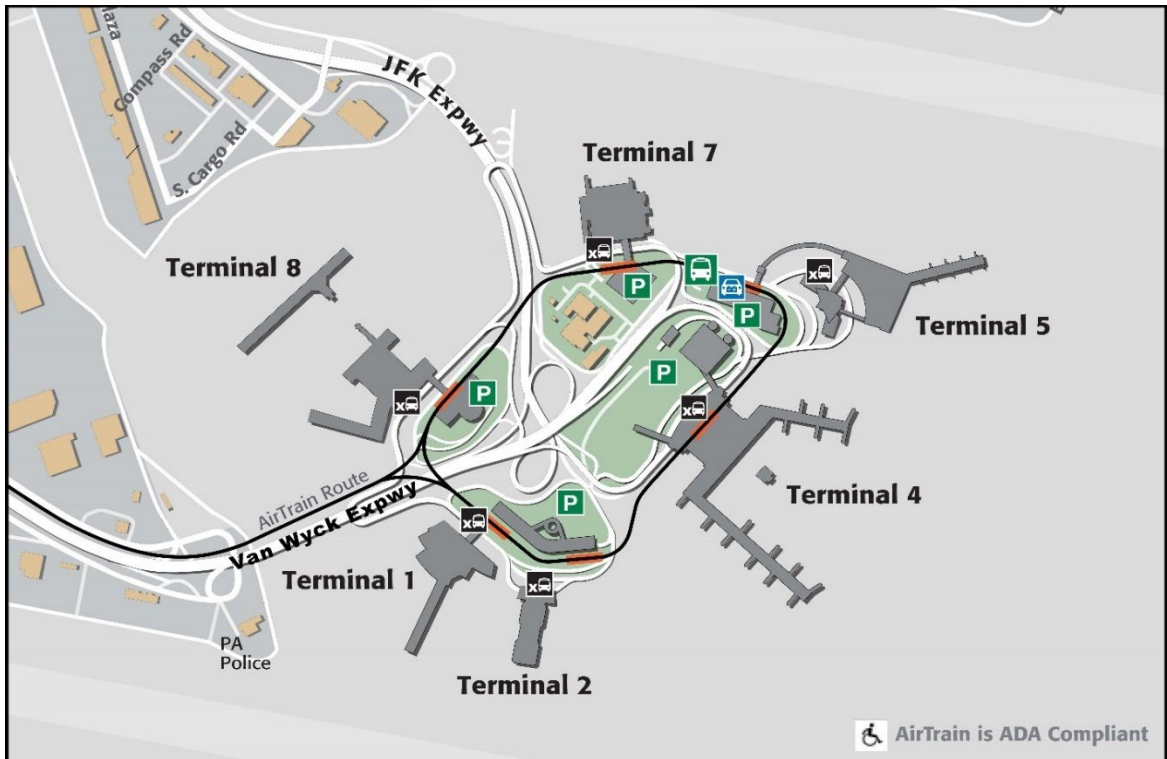 Compass Rd
JFK Expwy
S. Cargo Rd
Terminal 7
Terminal 8
Terminal 5
P
P
P
P
P
x
x
x
x
x
x
AirTrain Route
Van Wyck Expwy
Terminal 4
Terminal 1
PA
Police
Terminal 2
AirTrain is ADA Compliant